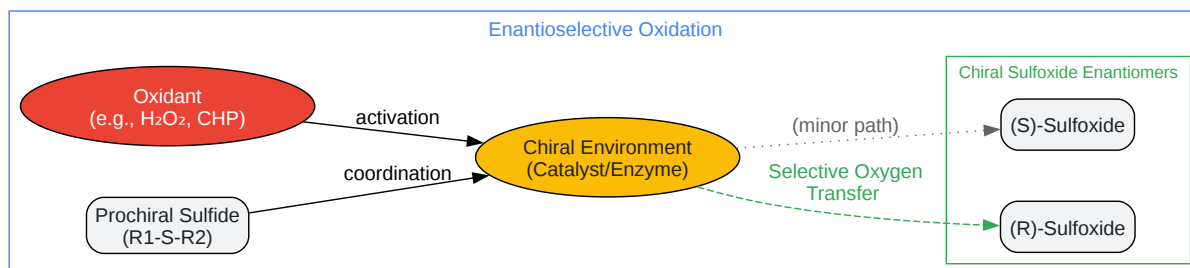 Enantioselective Oxidation
Oxidant
(e.g., H₂O₂, CHP)
activation
coordination
Prochiral Sulfide
(R1-S-R2)
Chiral Environment
(Catalyst/Enzyme)
(minor path)
Selective Oxygen
Transfer
Chiral Sulfoxide Enantiomers
(S)-Sulfoxide
(R)-Sulfoxide